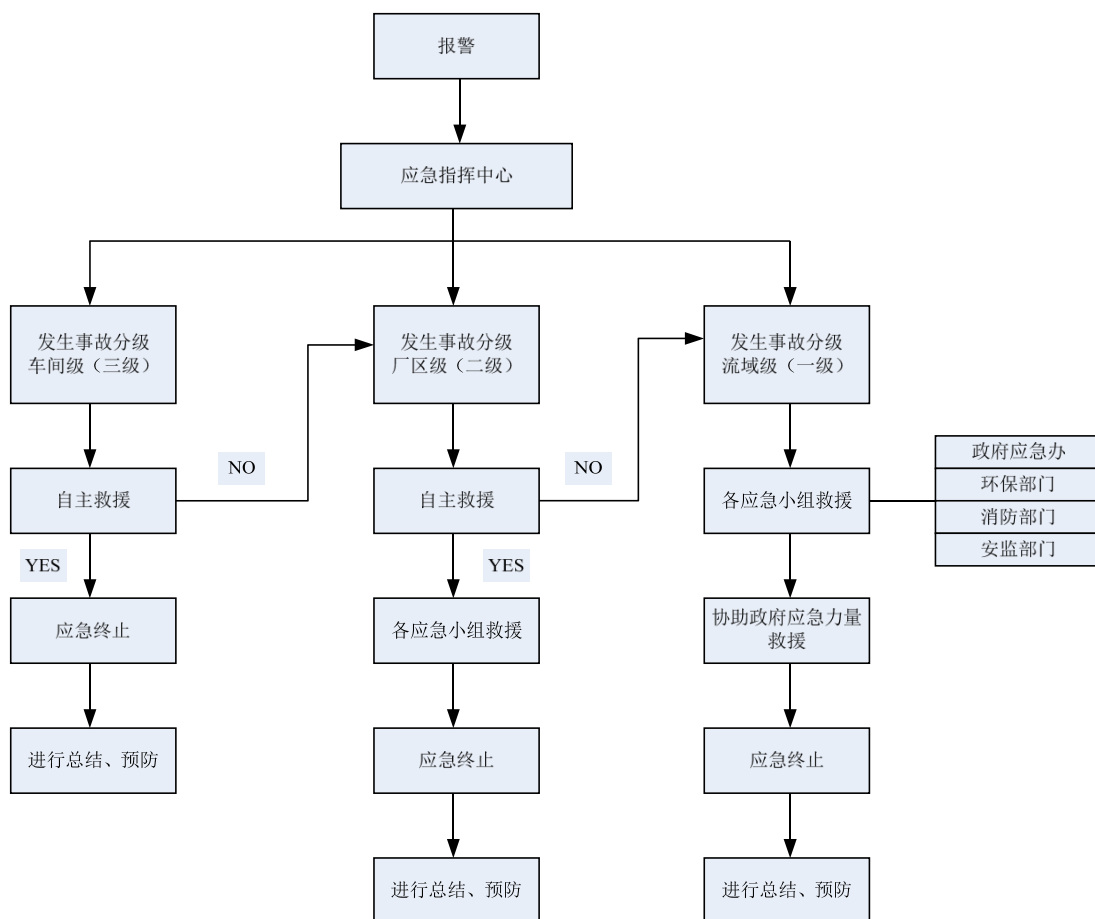 报警
应急指挥中心
发生事故分级
车间级（三级）
发生事故分级
厂区级（二级）
发生事故分级
流域级（一级）
政府应急办
环保部门
消防部门
安监部门
NO
NO
自主救援
自主救援
各应急小组救援
YES
YES
应急终止
各应急小组救援
协助政府应急力量
救援
进行总结、预防
应急终止
应急终止
进行总结、预防
进行总结、预防